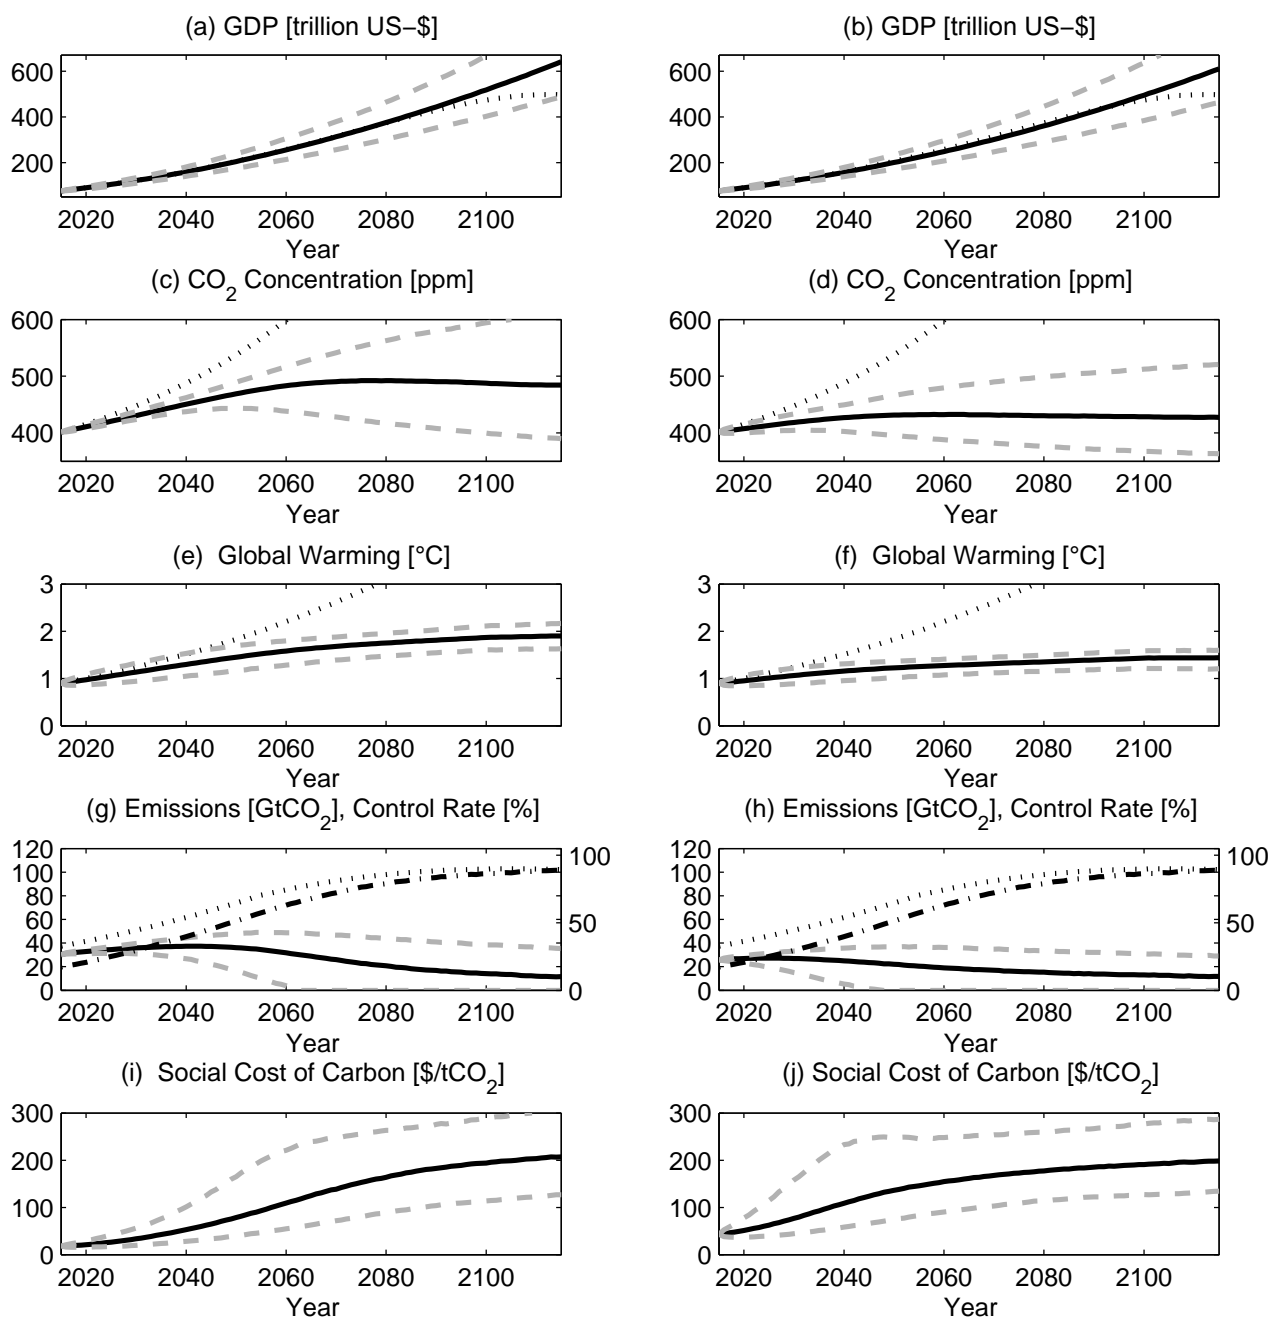 (a) GDP [trillion US−$]
600
400
200
2020 2040 2060 2080 2100
Year
(b) GDP [trillion US−$]
600
400
200
2020 2040 2060 2080 2100
Year
(c) CO2 Concentration [ppm]
600
500
400
2020 2040 2060 2080 2100
Year
(d) CO2 Concentration [ppm]
600
500
400
2020 2040 2060 2080 2100
Year
(e) Global Warming [°C]
3
2
1
0
2020 2040 2060 2080 2100
Year
(f) Global Warming [°C]
3
2
1
0
2020 2040 2060 2080 2100
Year
(g) Emissions [GtCO2], Control Rate [%]
120
100
80
60
40
20
0
100
50
0
2020 2040 2060 2080 2100
Year
(h) Emissions [GtCO2], Control Rate [%]
120
100
80
60
40
20
0
100
50
0
2020 2040 2060 2080 2100
Year
(i) Social Cost of Carbon [$/tCO2]
300
200
100
0
2020 2040 2060 2080 2100
Year
(j) Social Cost of Carbon [$/tCO2]
300
200
100
0
2020 2040 2060 2080 2100
Year